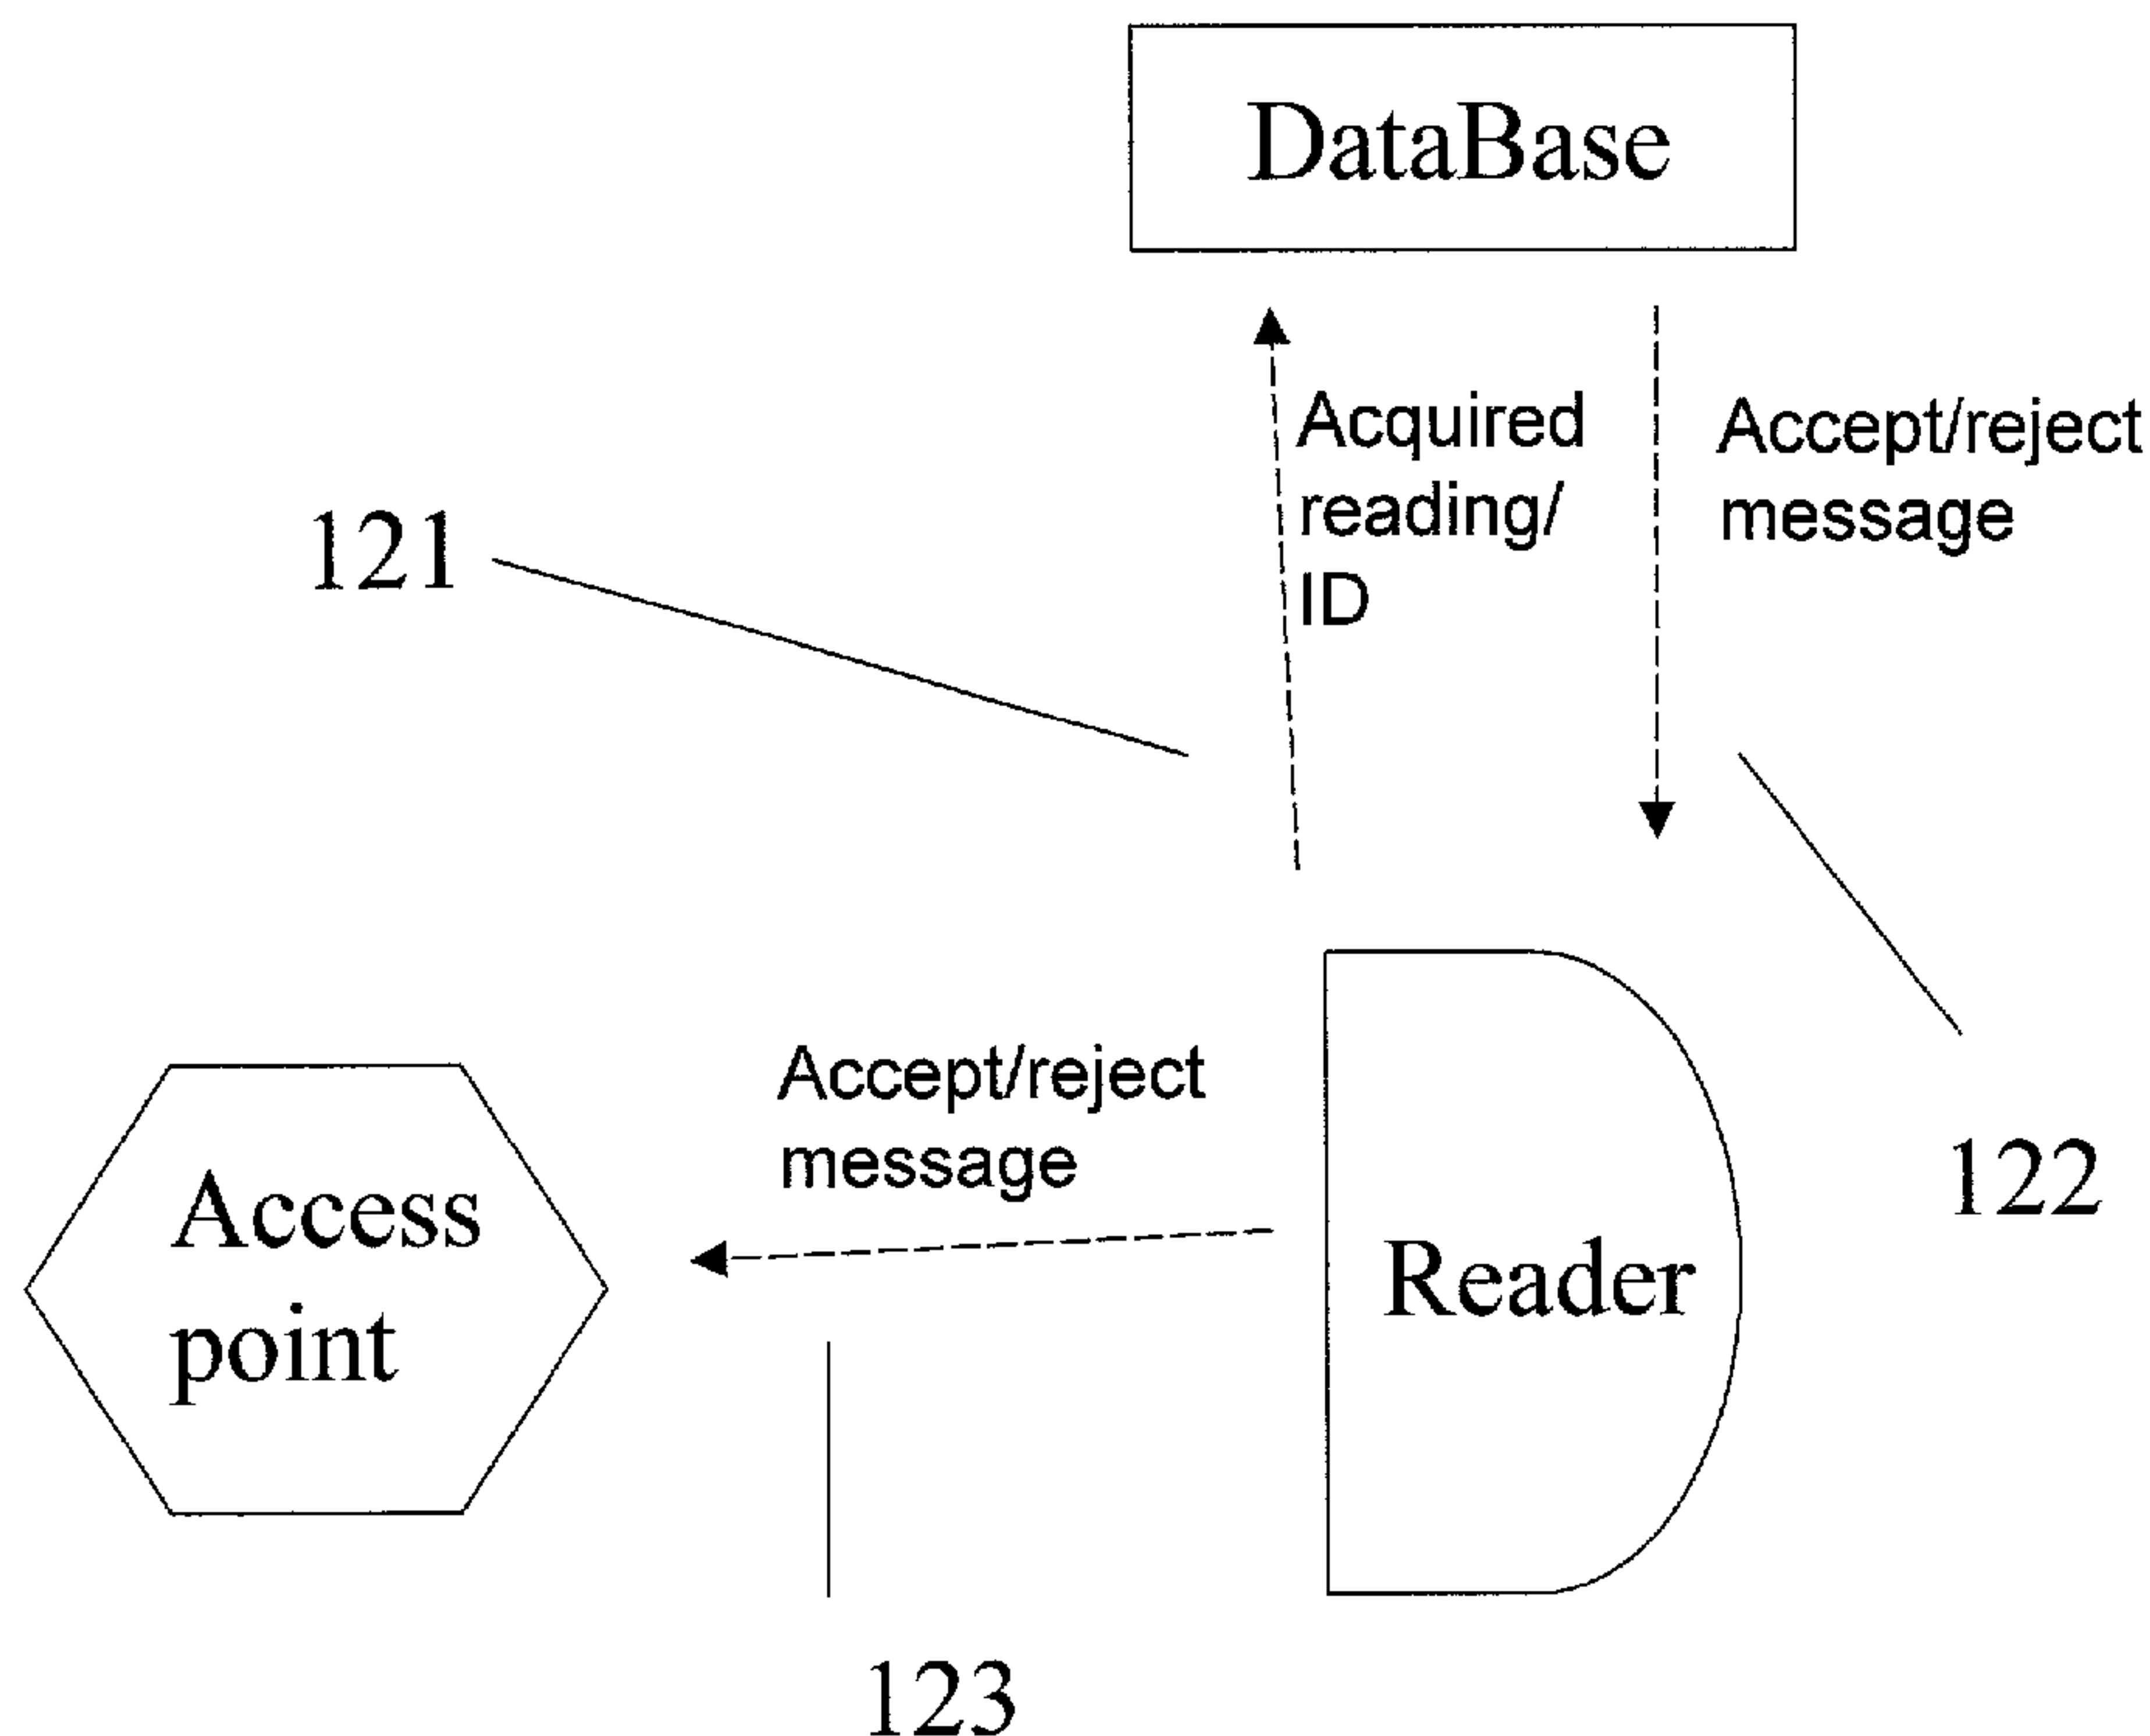 DataBase
Acquired
reading/
ID
Accept/reject
message
121
Accept/reject
message
Access
point
Reader
122
123